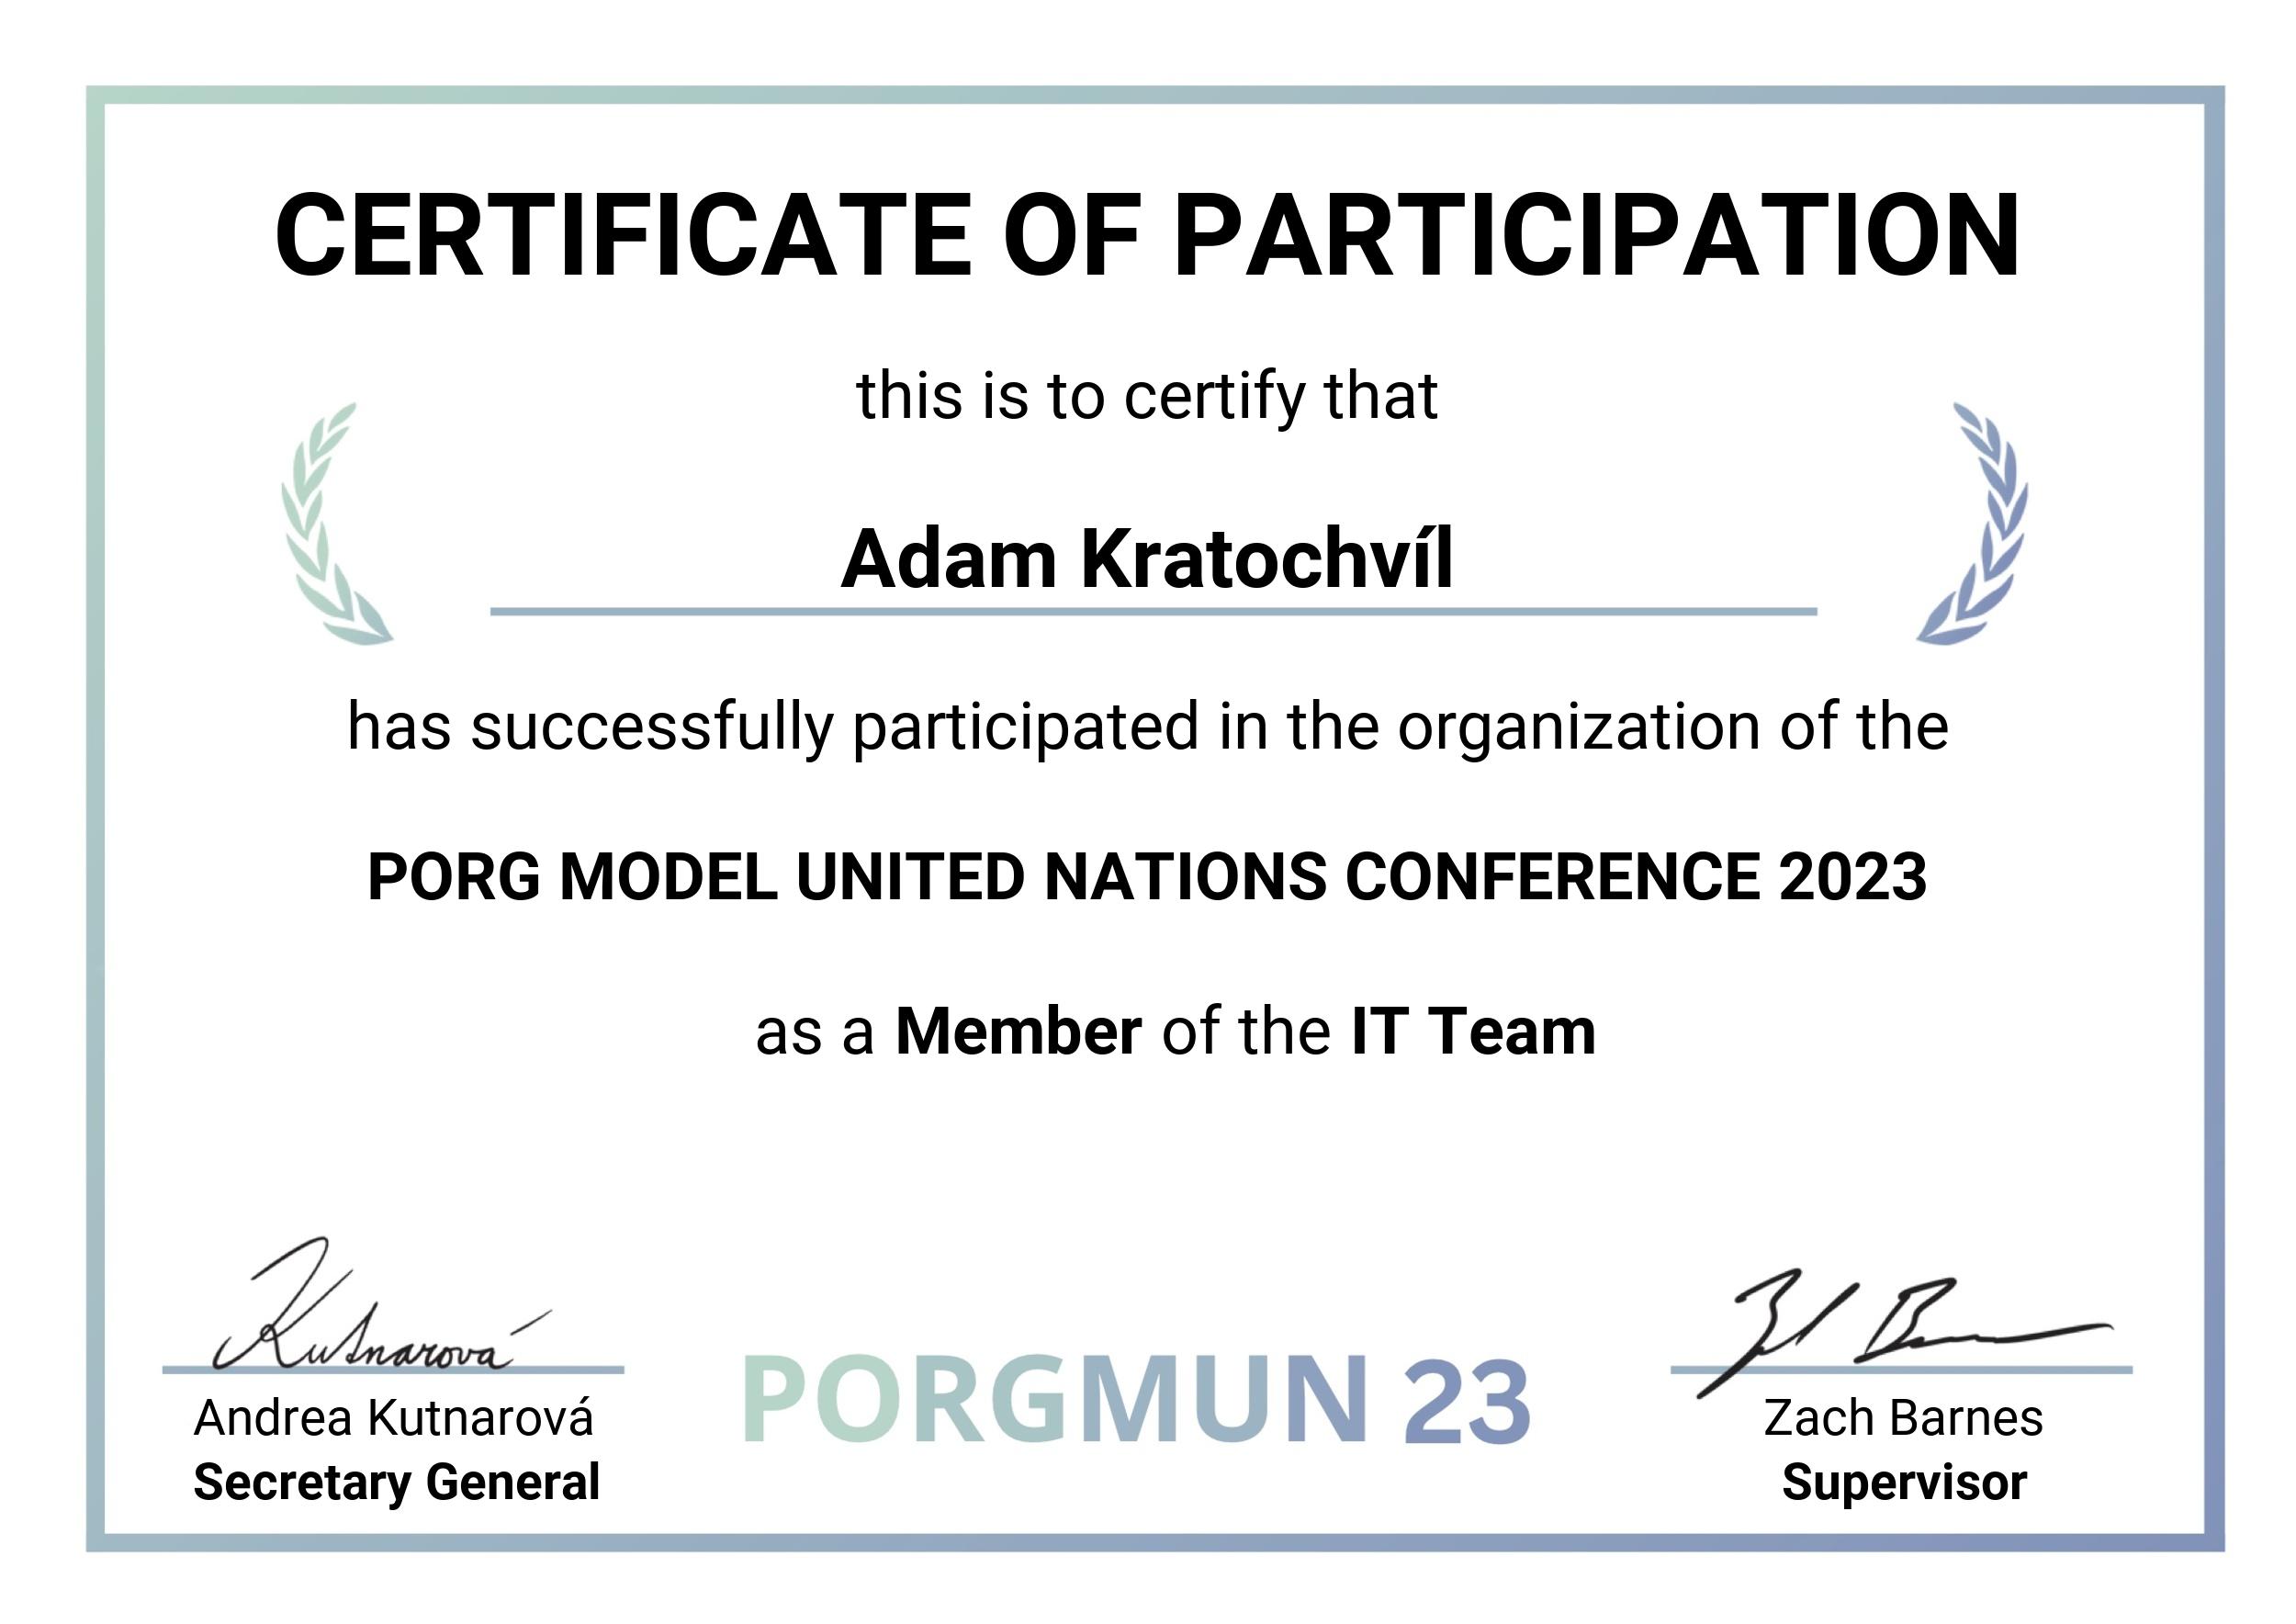 CERTIFICATE OF PARTICIPATION
this is to certify that
Adam Kratochvíl
has successfully participated in the organization of the
PORG MODEL UNITED NATIONS CONFERENCE 2023
as a Member of the IT Team
Kutnarová
Andrea Kutnarová
Secretary General
PORGMUN 23
Zach Barnes
Supervisor